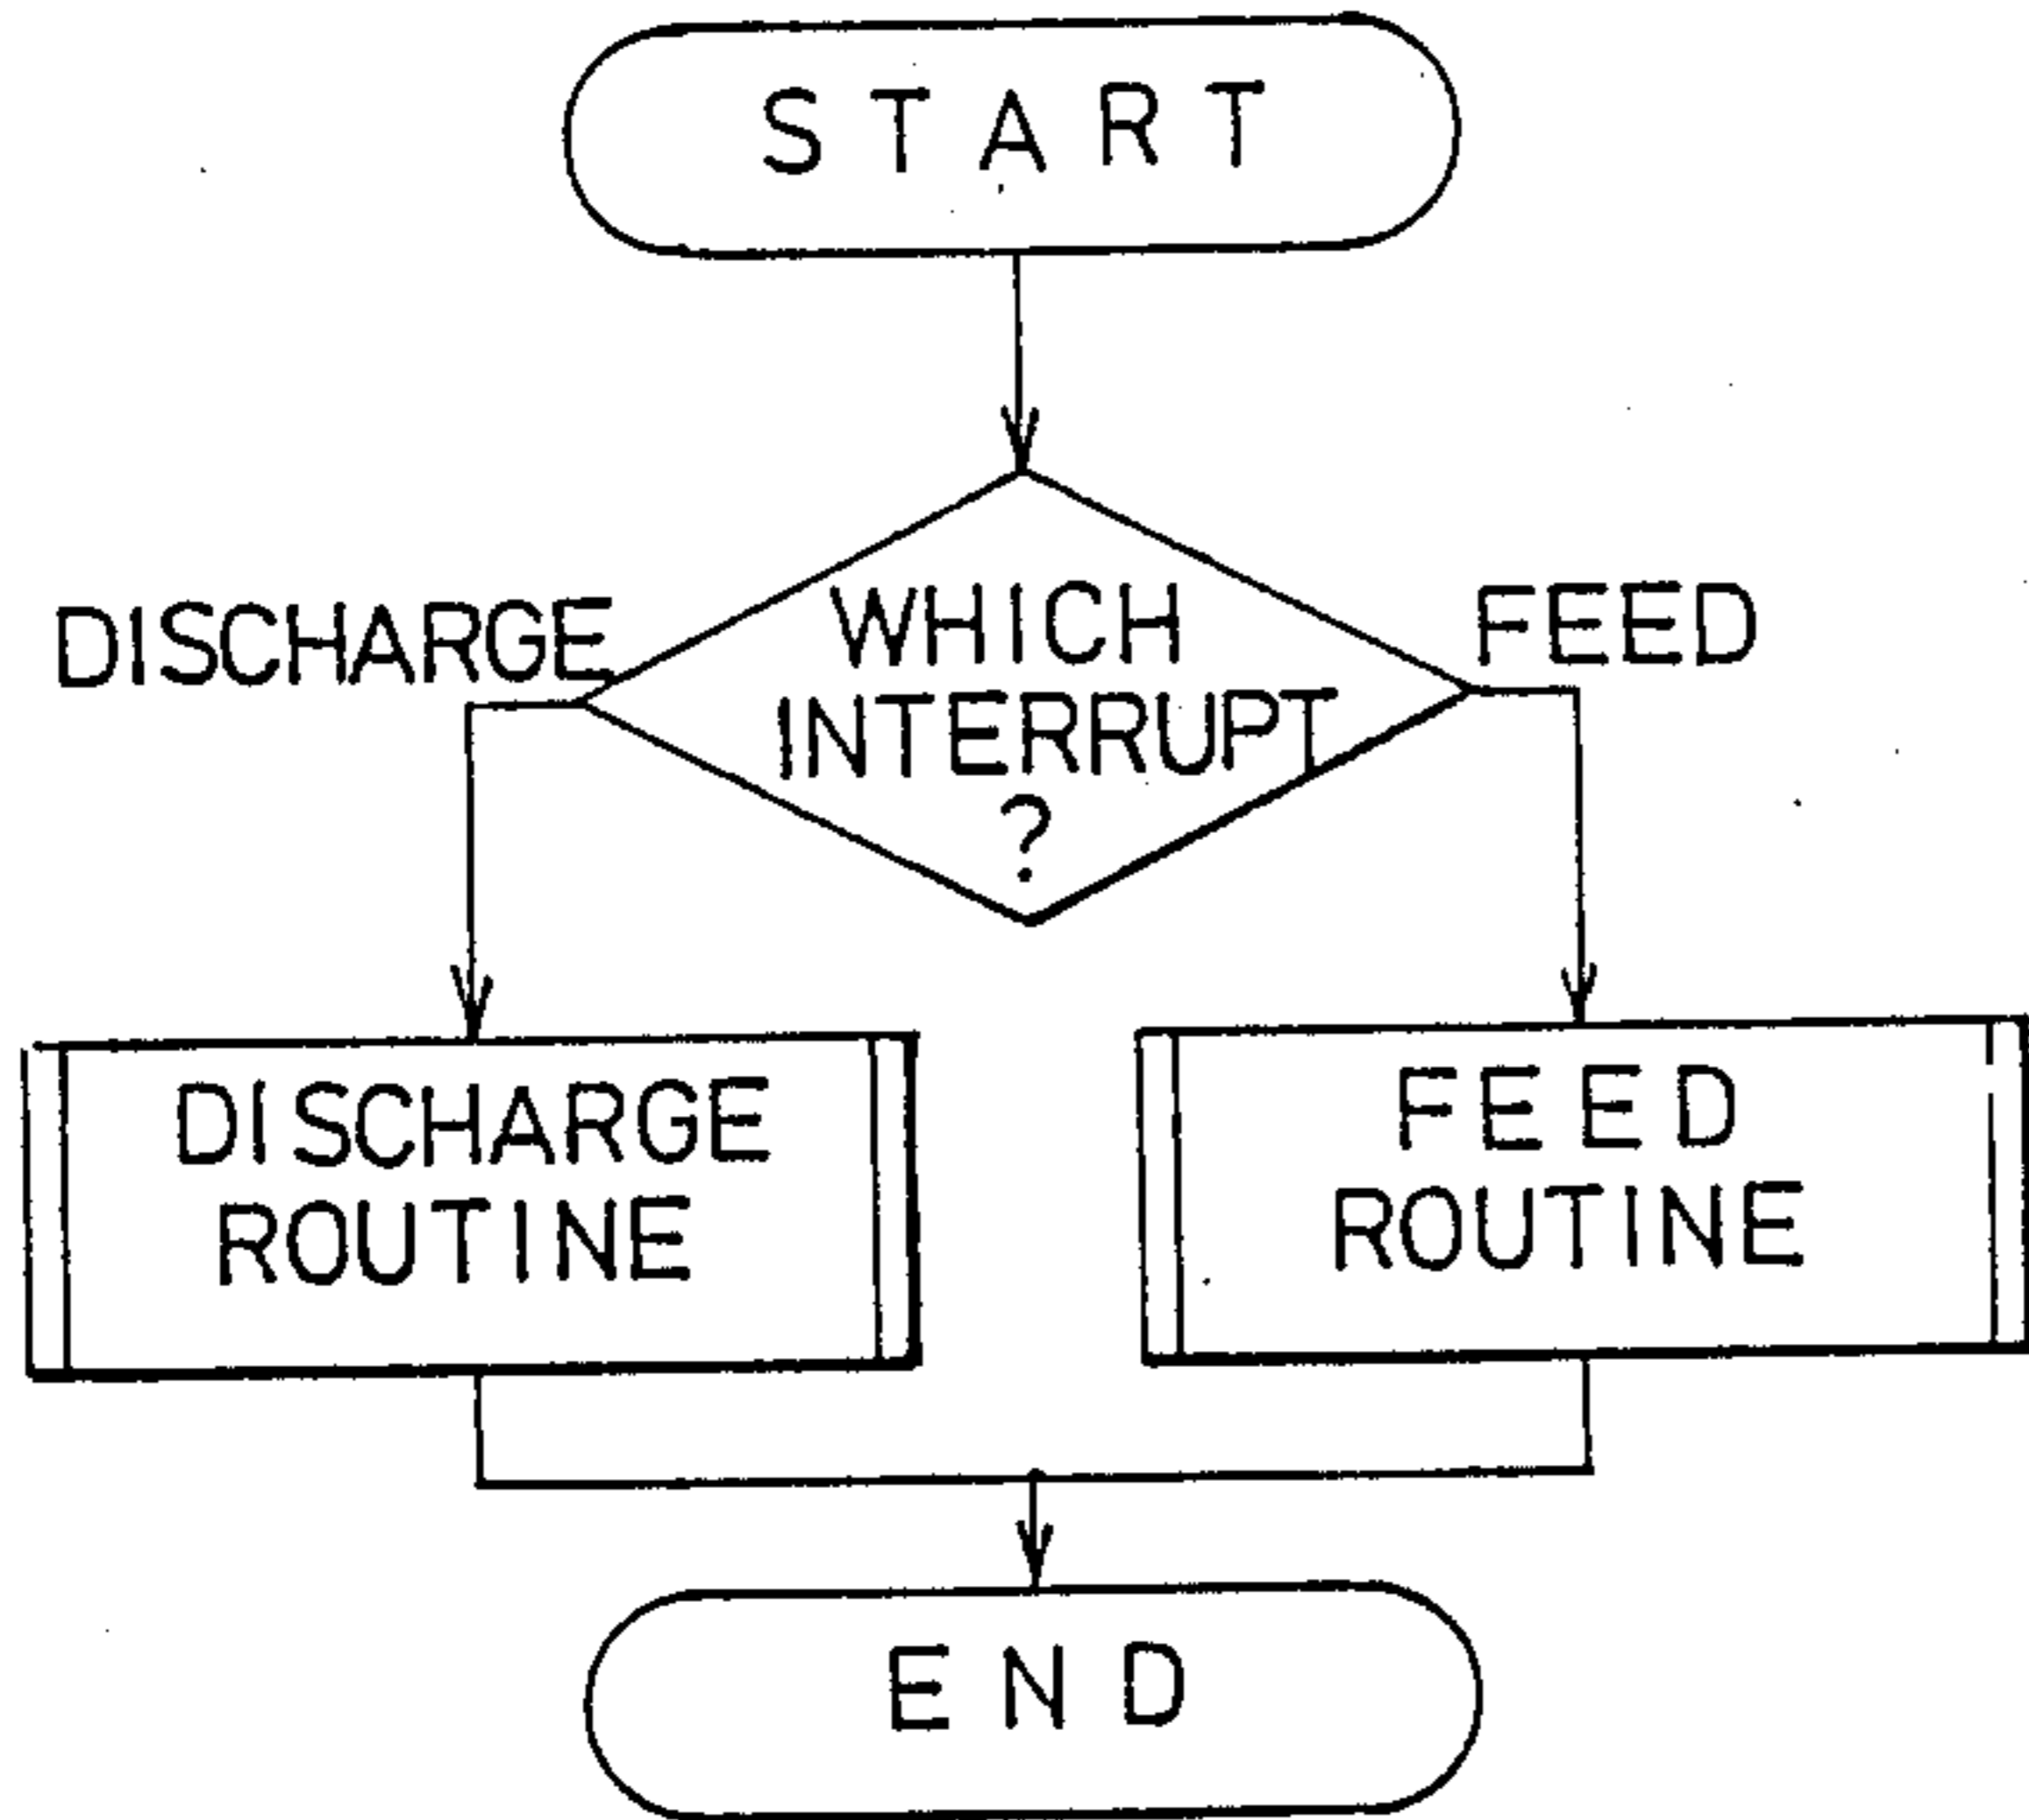 START
DISCHARGE
WHICH
INTERRUPT
?
FEED
DISCHARGE
ROUTINE
FEED
ROUTINE
END